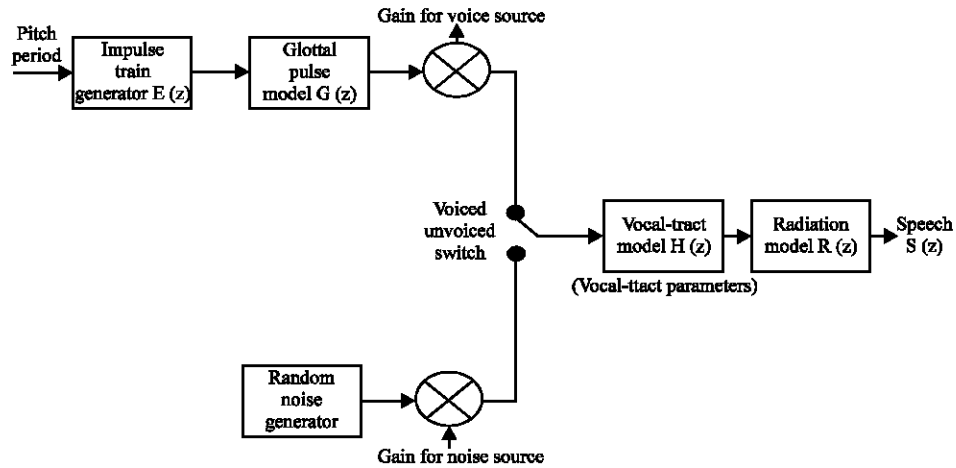 Gain for voice source
Pitch
period
Impulse
train
generator E (z)
Glottal
pulse
model G (z)
Voiced
unvoiced
switch
Vocal-tract
model H (z)
Radiation
model R (z)
Speech
S (z)
(Vocal-ttact parameters)
Random
noise
generator
Gain for noise source